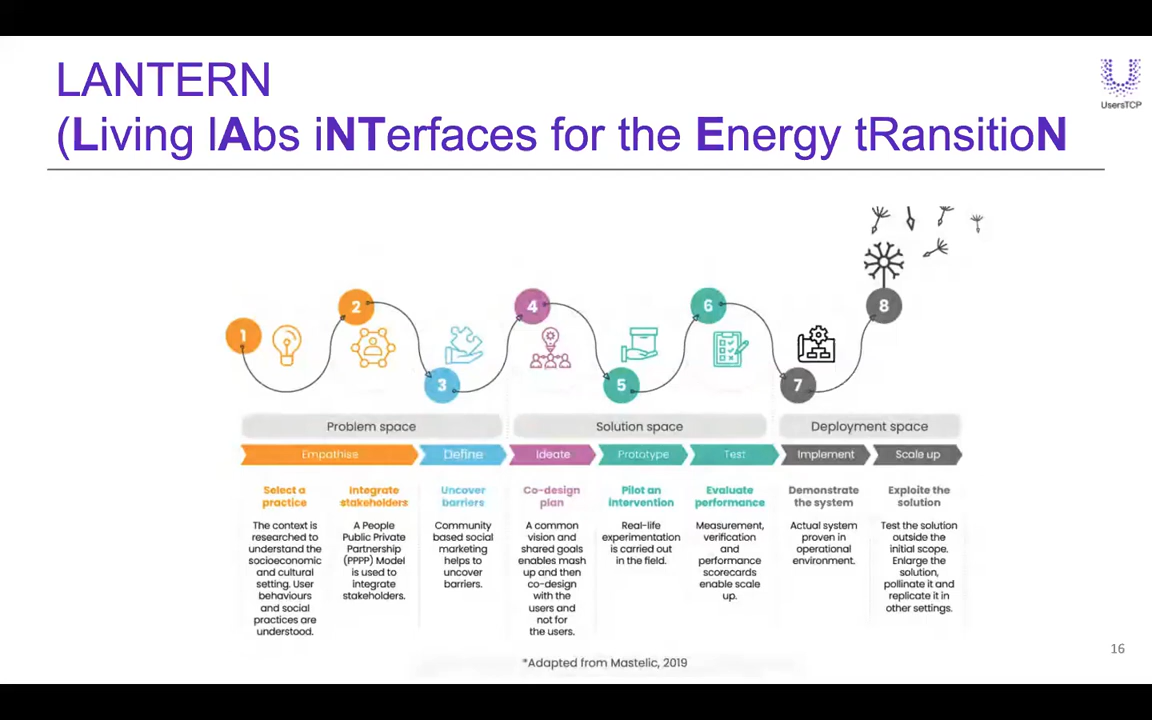 LANTERN
(Living lAbs iNTerfaces for the Energy tRansitioN
UsersTCP
1
2
3
4
5
6
7
8
Problem space
Solution space
Deployment space
Empathise
Define
Ideate
Prototype
Test
Implement
Scale up
Select a
practice
The context is
researched to
understand the
socioeconomic
and cultural
setting. User
behaviours
and social
practices are
understood.
Integrate
stakeholders
A People
Public Private
Partnership
(PPPP) Model
is used to
integrate
stakeholders.
Uncover
barriers
Community
based social
marketing
helps to
uncover
barriers.
Co-design
plan
A common
vision and
shared goals
enables mash
up and then
co-design
with the
users and
not for
the users.
Pilot an
intervention
Real-life
experimentation
is carried out
in the field.
Evaluate
performance
Measurement,
verification
and
performance
scorecards
enable scale
up.
Demonstrate
the system
Actual system
proven in
operational
environment.
Exploite the
solution
Test the solution
outside the
initial scope.
Enlarge the
solution,
pollinate it and
replicate it in
other settings.
*Adapted from Mastelic, 2019
16